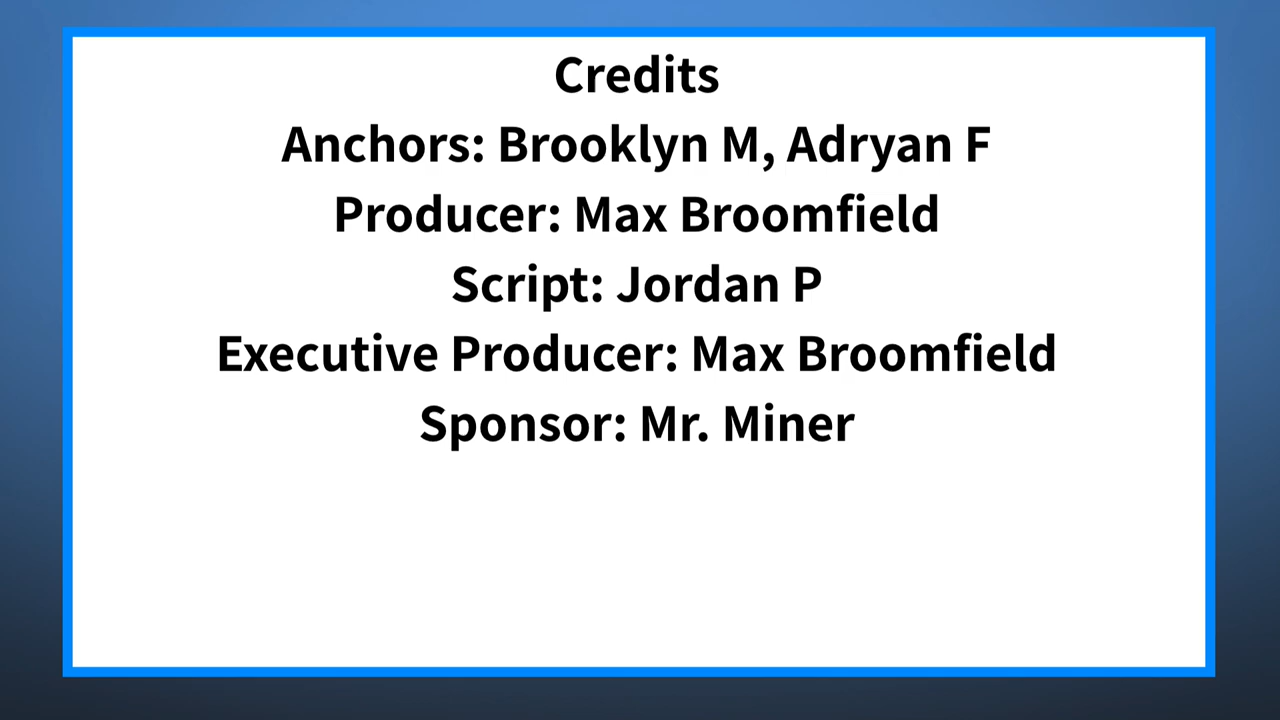 Credits
Anchors: Brooklyn M, Adryan F
Producer: Max Broomfield
Script: Jordan P
Executive Producer: Max Broomfield
Sponsor: Mr. Miner